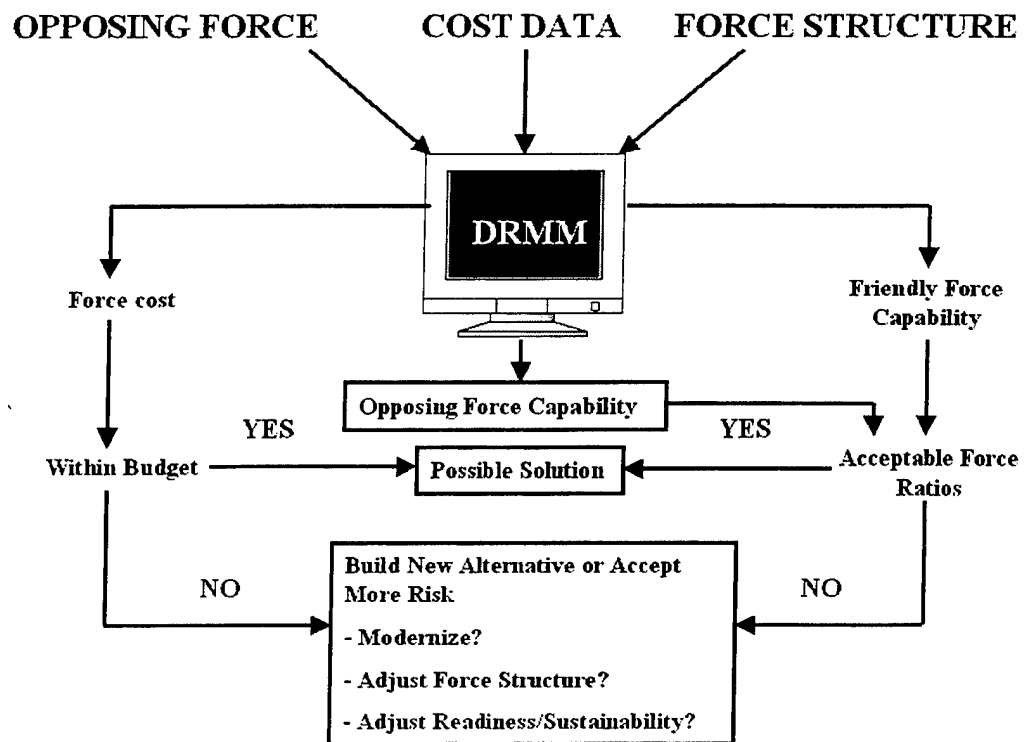 OPPOSING FORCE
COST DATA
FORCE STRUCTURE
DRMM
Force cost
Friendly Force
Capability
Opposing Force Capability
YES
YES
Within Budget
Possible Solution
Acceptable Force
Ratios
NO
NO
Build New Alternative or Accept
More Risk
- Modernize?
- Adjust Force Structure?
- Adjust Readiness/Sustainability?